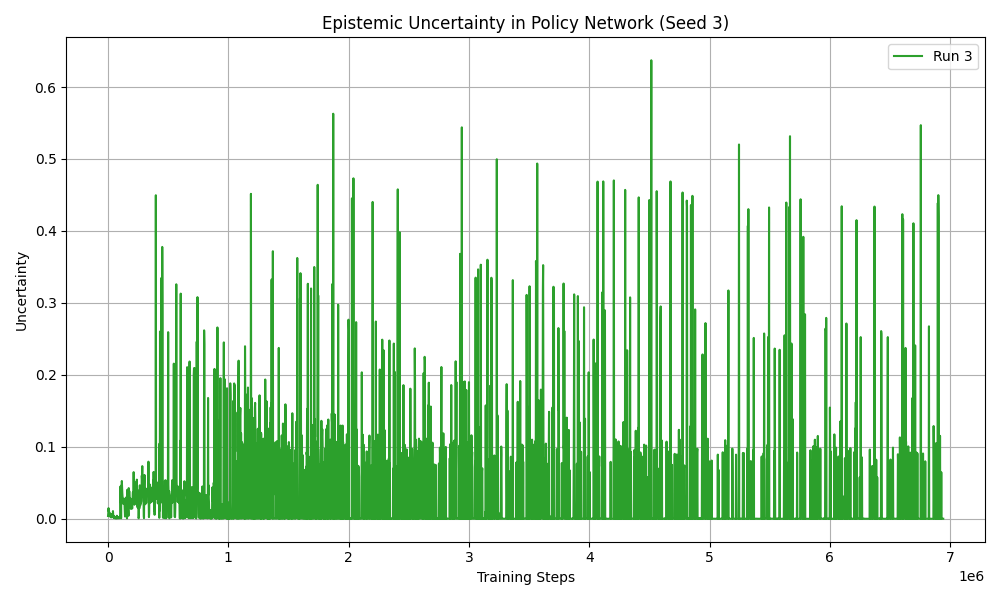 Epistemic Uncertainty in Policy Network (Seed 3)
Run 3
Uncertainty
0.6
0.5
0.4
0.3
0.2
0.1
0.0
0 1 2 3 4 5 6 7
1e6
Training Steps